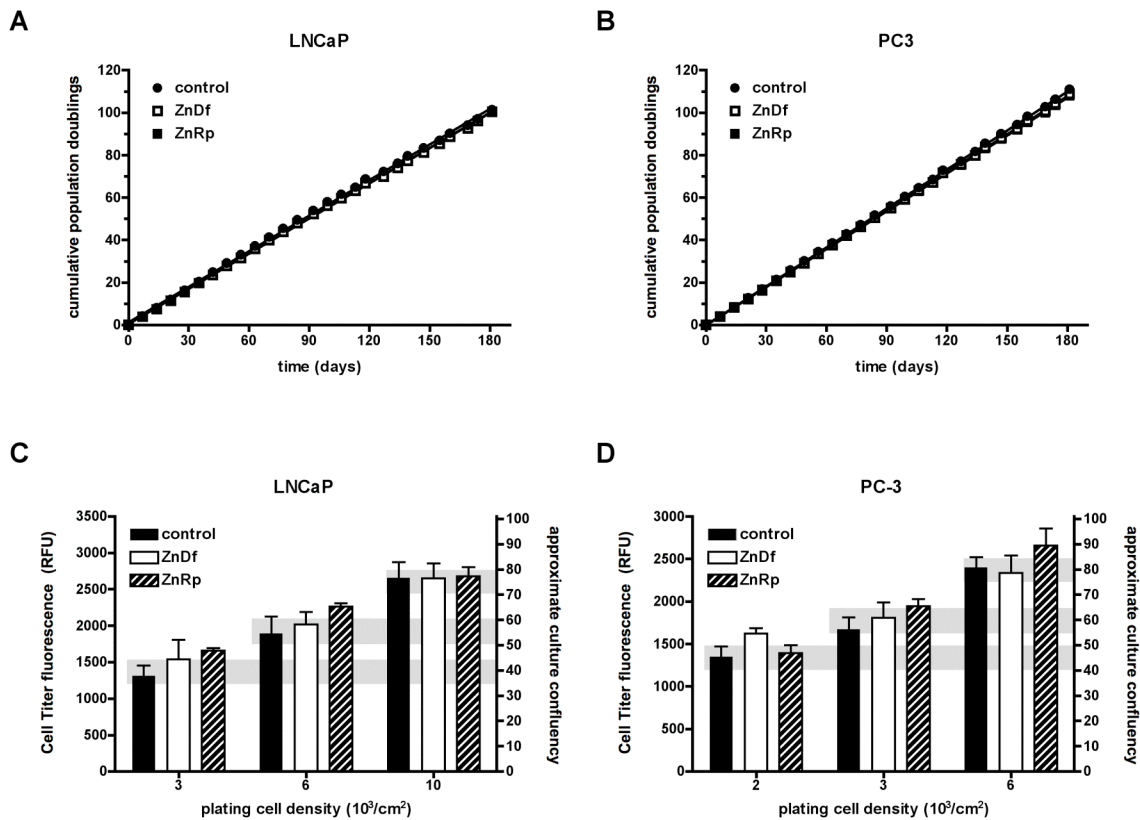 A
LNCaP
cumulative population doublings
120
100
80
60
40
20
0
control
ZnDf
ZnRp
0 30 60 90 120 150 180
time (days)
B
PC3
cumulative population doublings
120
100
80
60
40
20
0
control
ZnDf
ZnRp
0 30 60 90 120 150 180
time (days)
C
LNCaP
Cell Titer fluorescence (RFU)
3500
3000
2500
2000
1500
1000
500
0
control
ZnDf
ZnRp
100
90
80
70
60
50
40
30
20
10
0
approximate culture confluency
3 6 10
plating cell density (10³/cm²)
D
PC-3
Cell Titer fluorescence (RFU)
3000
2500
2000
1500
1000
500
0
control
ZnDf
ZnRp
100
90
80
70
60
50
40
30
20
10
0
approximate culture confluency
2 3 6
plating cell density (10³/cm²)